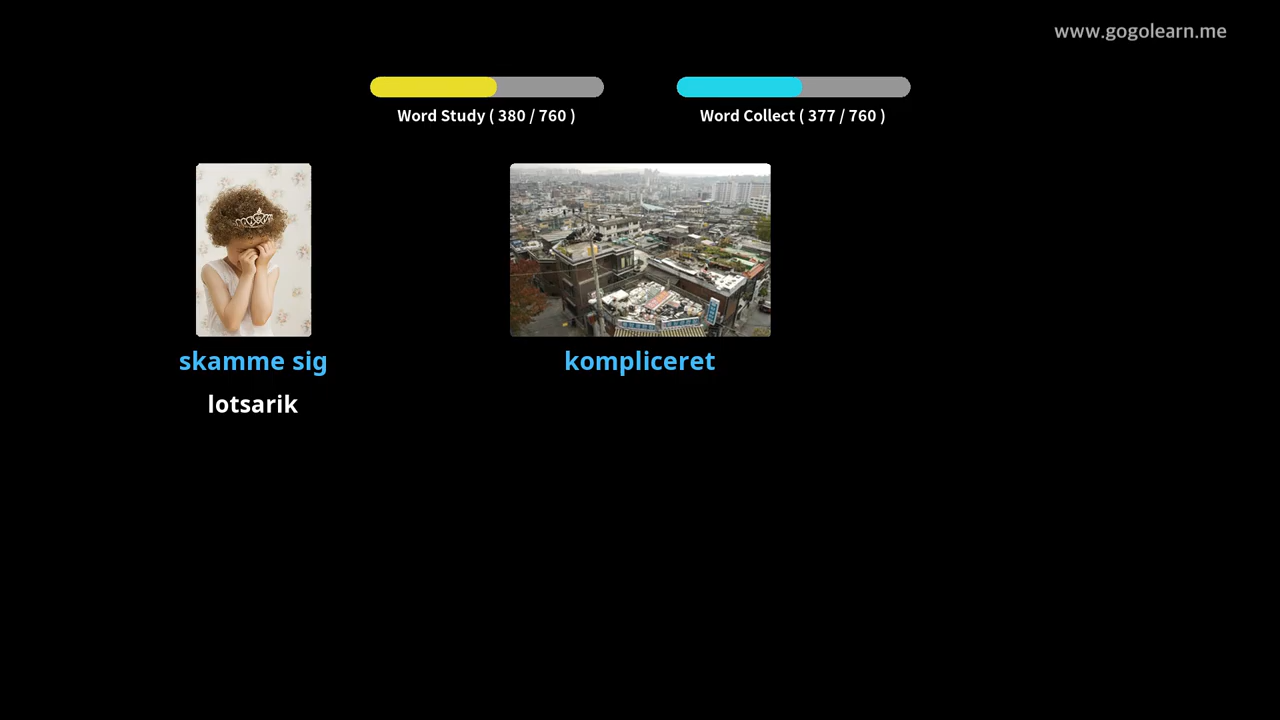 www.gogolearn.me
Word Study ( 380 / 760 )
Word Collect ( 377 / 760 )
skamme sig
kompliceret
lotsarik